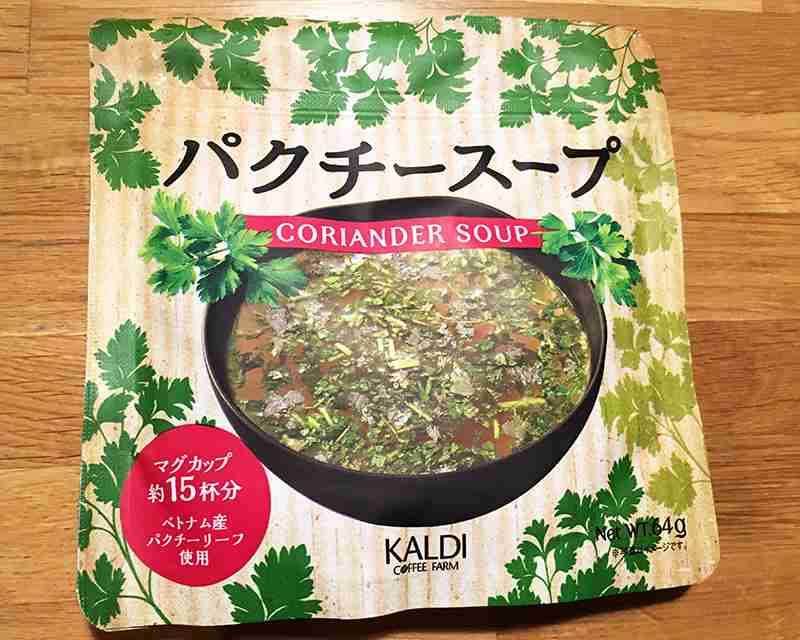 パクチースープ
CORIANDER SOUP
マグカップ
約15杯分
ベトナム産
パクチーリーフ
使用
KALDI
COFFEE FARM
Net WT.64g